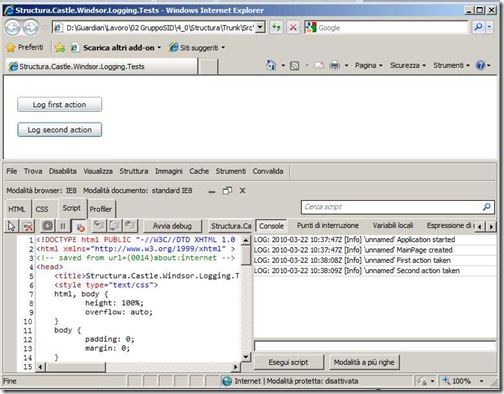 Structura.Castle.Windsor.Logging.Tests - Windows Internet Explorer
D:\Guardian\Lavoro\02 GruppoSID\4_0\Structura\Trunk\Src\
Google
Preferiti
Scarica altri add-on
Siti suggeriti
Structura.Castle.Windsor.Logging.Tests
Pagina
Sicurezza
Strumenti
Log first action
Log second action
File Trova Disabilita Visualizza Struttura Immagini Cache Strumenti Convalida
Modalità browser: IE8 Modalità documento: standard IE8
HTML CSS Script Profiler
Cerca script
Avvia debug
Structura.Ca
Console Punti di interruzione Variabili locali Espressione di c
1 <!DOCTYPE html PUBLIC "-//W3C//DTD XHTML 1.0
2 <html xmlns="http://www.w3.org/1999/xhtml" >
3 <!-- saved from url=(0014)about:internet -->
4 <head>
5 <title>Structura.Castle.Windsor.Logging.T
6 <style type="text/css">
7 html, body {
8 height: 100%;
9 overflow: auto;
10 }
11 body {
12 padding: 0;
13 margin: 0;
14 }
15
LOG: 2010-03-22 10:37:47Z [Info] 'unnamed' Application started
LOG: 2010-03-22 10:37:47Z [Info] 'unnamed' MainPage created
LOG: 2010-03-22 10:38:08Z [Info] 'unnamed' First action taken
LOG: 2010-03-22 10:38:09Z [Info] 'unnamed' Second action taken
Esegui script
Modalità a più righe
Fine
Internet | Modalità protetta: disattivata
100%